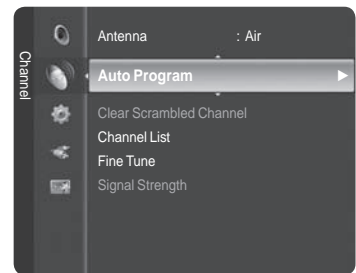 Channel
Antenna : Air
Auto Program
Clear Scrambled Channel
Channel List
Fine Tune
Signal Strength